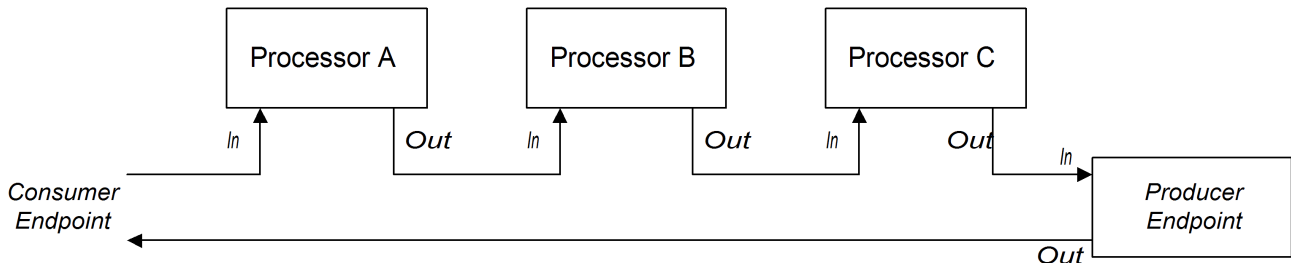 Processor A
Processor B
Processor C
In
Out
In
Out
In
Out
In
Consumer
Endpoint
Producer
Endpoint
Out